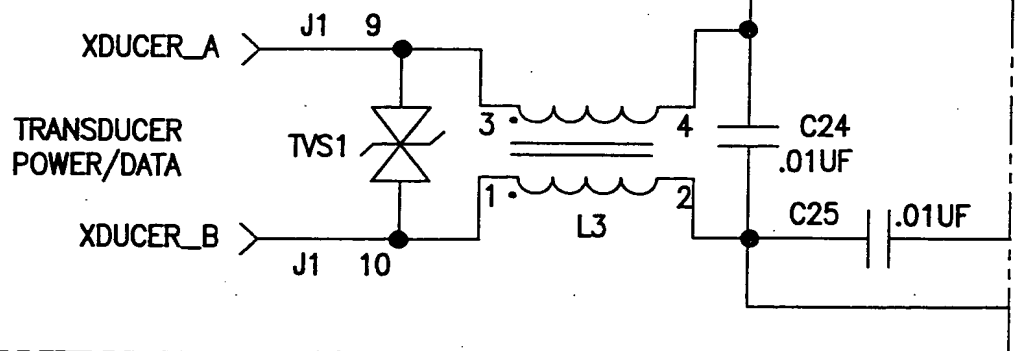 XDUCER_A J1 9
TRANSDUCER
POWER/DATA
TVS1
3 4
C24
.01UF
1 2
L3
C25 .01UF
XDUCER_B J1 10